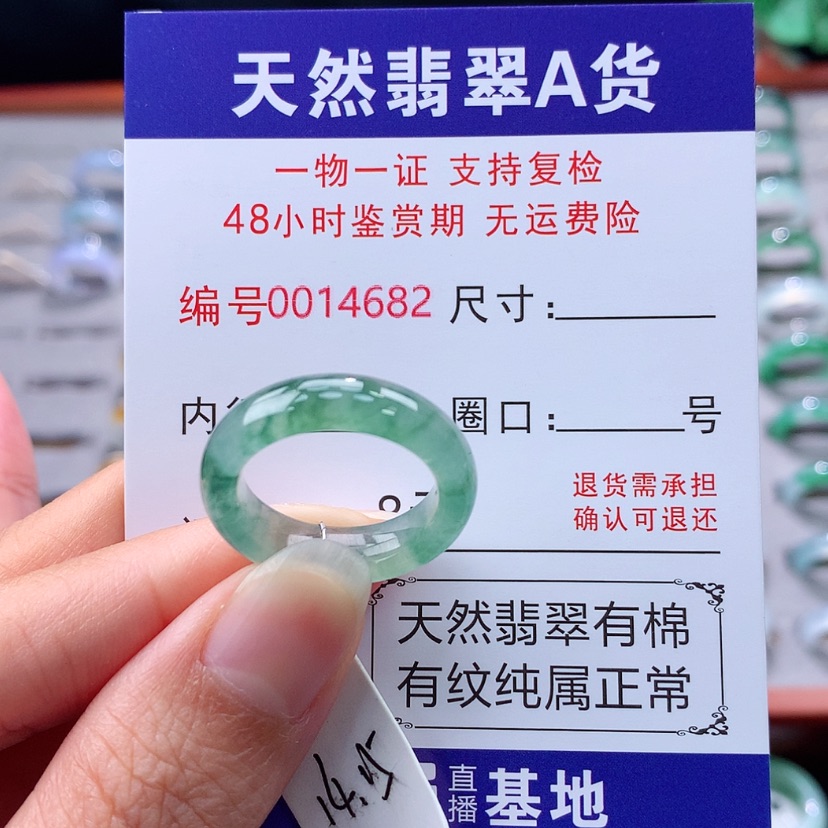 天然翡翠A货
一物一证 支持复检
48小时鉴赏期 无运费险
编号0014682 尺寸:
内 圈口: 号
退货需承担
确认可退还
天然翡翠有棉
有纹纯属正常
14.5
直播基地